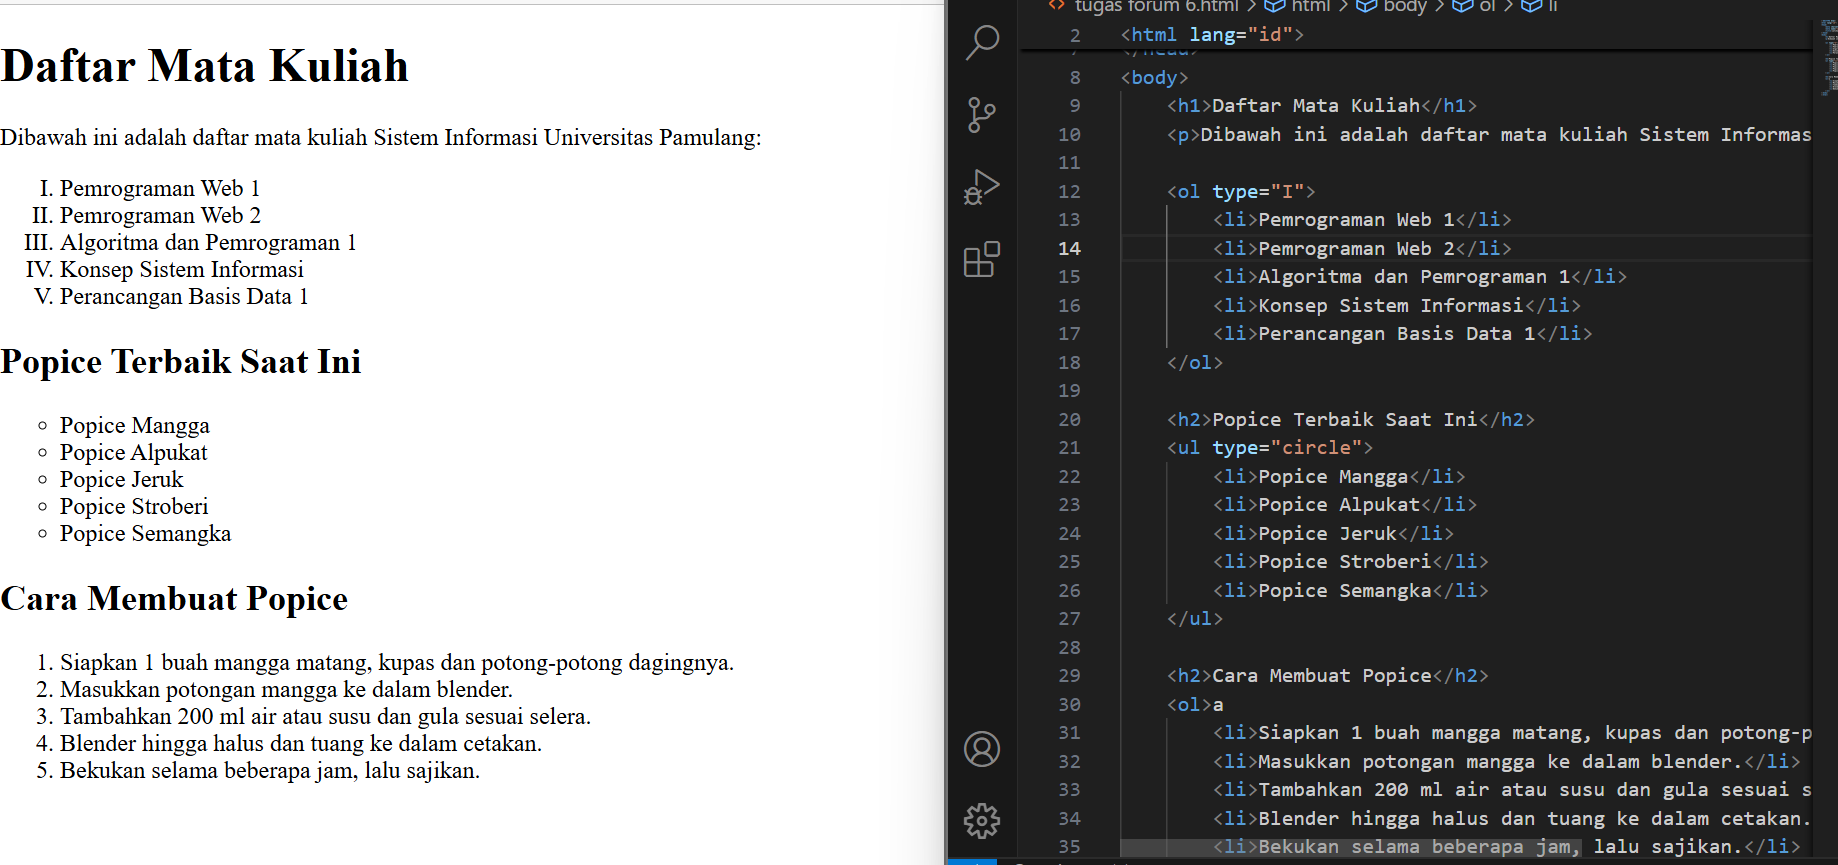 Daftar Mata Kuliah
Dibawah ini adalah daftar mata kuliah Sistem Informasi Universitas Pamulang:
I. Pemrograman Web 1
II. Pemrograman Web 2
III. Algoritma dan Pemrograman 1
IV. Konsep Sistem Informasi
V. Perancangan Basis Data 1
Popice Terbaik Saat Ini
Popice Mangga
Popice Alpukat
Popice Jeruk
Popice Stroberi
Popice Semangka
Cara Membuat Popice
1. Siapkan 1 buah mangga matang, kupas dan potong-potong dagingnya.
2. Masukkan potongan mangga ke dalam blender.
3. Tambahkan 200 ml air atau susu dan gula sesuai selera.
4. Blender hingga halus dan tuang ke dalam cetakan.
5. Bekukan selama beberapa jam, lalu sajikan.
<> tugas forum 6.html > html > body > ol > li
2 <html lang="id">
7 </head>
8 <body>
9 <h1>Daftar Mata Kuliah</h1>
10 <p>Dibawah ini adalah daftar mata kuliah Sistem Informas
11
12 <ol type="I">
13 <li>Pemrograman Web 1</li>
14 <li>Pemrograman Web 2</li>
15 <li>Algoritma dan Pemrograman 1</li>
16 <li>Konsep Sistem Informasi</li>
17 <li>Perancangan Basis Data 1</li>
18 </ol>
19
20 <h2>Popice Terbaik Saat Ini</h2>
21 <ul type="circle">
22 <li>Popice Mangga</li>
23 <li>Popice Alpukat</li>
24 <li>Popice Jeruk</li>
25 <li>Popice Stroberi</li>
26 <li>Popice Semangka</li>
27 </ul>
28
29 <h2>Cara Membuat Popice</h2>
30 <ol>a
31 <li>Siapkan 1 buah mangga matang, kupas dan potong-p
32 <li>Masukkan potongan mangga ke dalam blender.</li>
33 <li>Tambahkan 200 ml air atau susu dan gula sesuai s
34 <li>Blender hingga halus dan tuang ke dalam cetakan.
35 <li>Bekukan selama beberapa jam, lalu sajikan.</li>